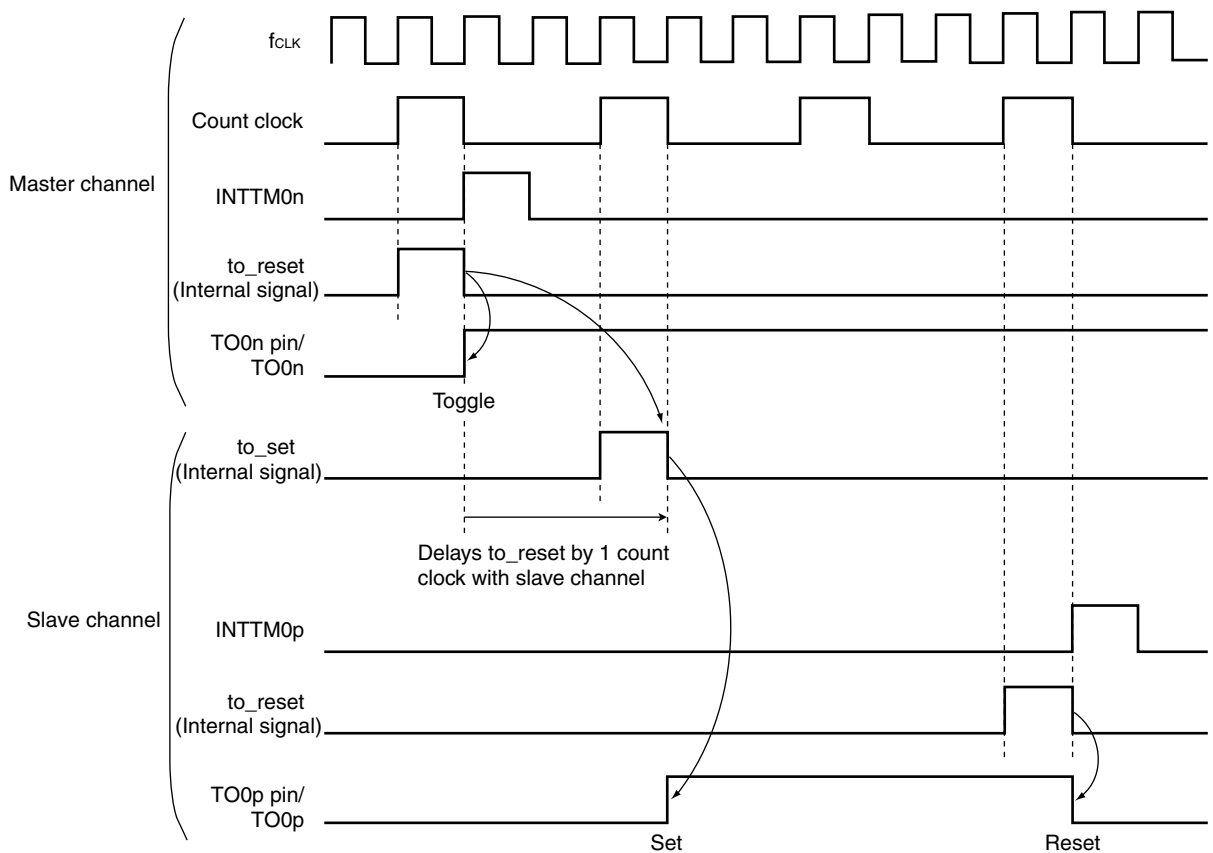 fCLK
Count clock
Master channel
INTTM0n
to_reset
(Internal signal)
TO0n pin/
TO0n
Toggle
to_set
(Internal signal)
Delays to_reset by 1 count
clock with slave channel
Slave channel
INTTM0p
to_reset
(Internal signal)
TO0p pin/
TO0p
Set
Reset